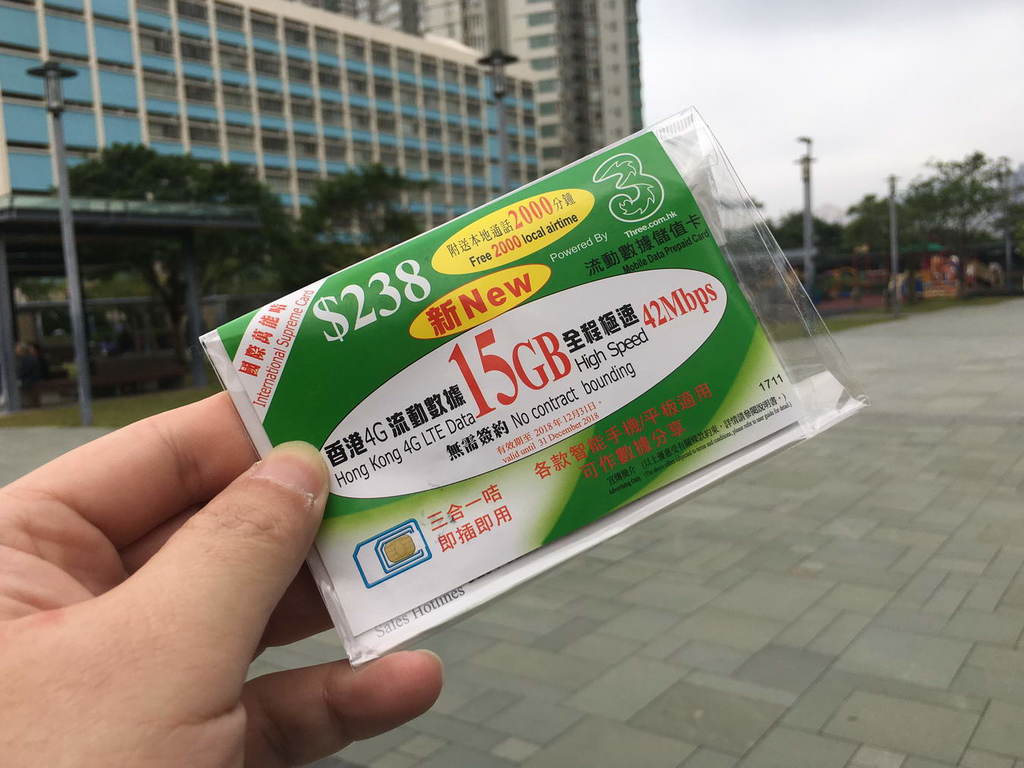 國際萬能咭
International Supreme Card
$238
附送本地通話2000分鐘
Free 2000 local airtime
新New
Powered By
3
Three.com.hk
流動數據儲值卡
Mobile Data Prepaid Card
香港4G 流動數據
Hong Kong 4G LTE Data
15GB
全程極速
High Speed
42Mbps
無需簽約 No contract bounding
有效期至 2018 年 12月31日。
valid until 31 December 2018
各款智能手機/平板適用
可作數據分享
1711
三合一咭
即插即用
Sales Hotlines